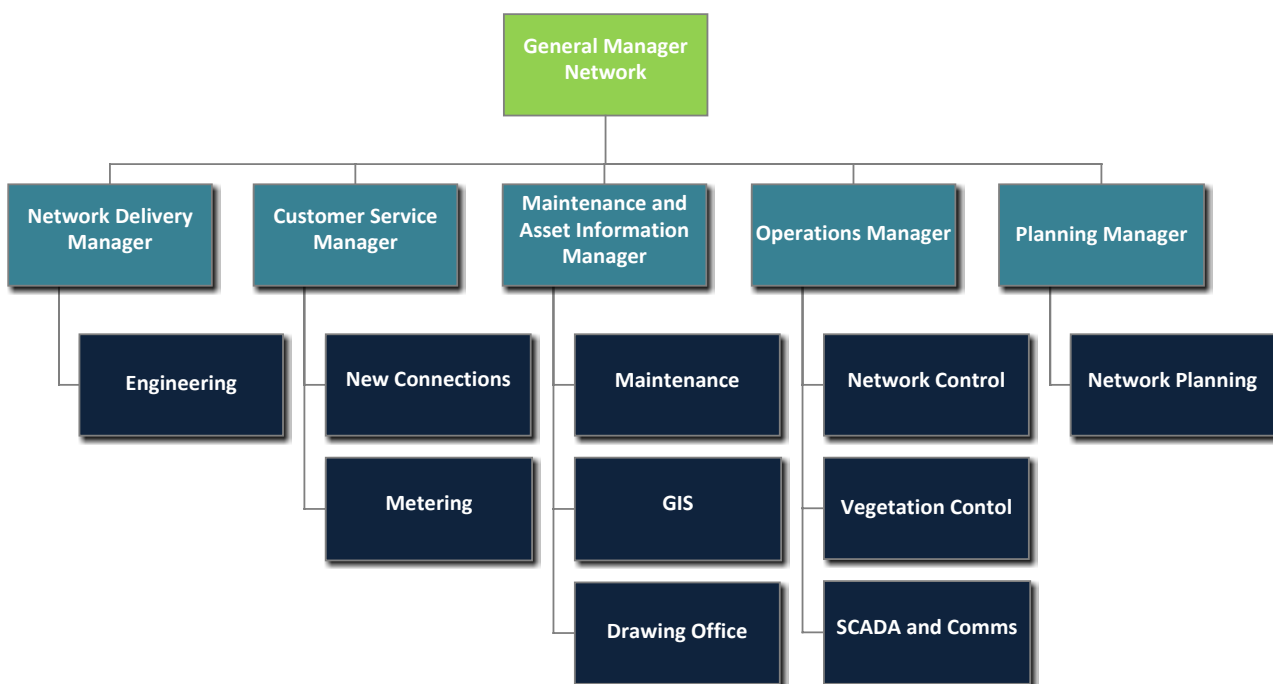 General Manager
Network
Network Delivery
Manager
Customer Service
Manager
Maintenance and
Asset Information
Manager
Operations Manager
Planning Manager
Engineering
New Connections
Maintenance
Network Control
Network Planning
Metering
GIS
Vegetation Contol
Drawing Office
SCADA and Comms